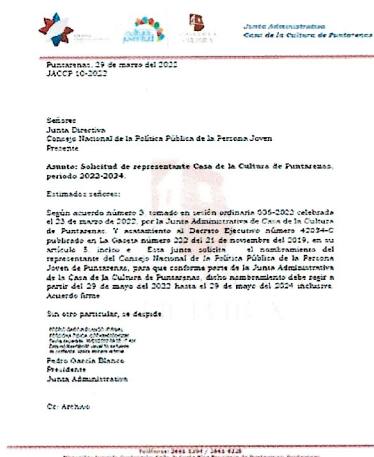 cultura
juventud
Junta Administrativa
Casa de la Cultura de Puntarenas
Puntarenas, 29 de marzo del 2022
JACCP 10-2022
Señores
Junta Directiva
Consejo Nacional de la Política Pública de la Persona Joven
Presente
Asunto: Solicitud de representante Casa de la Cultura de Puntarenas,
periodo 2022-2024.
Estimados señores:
Según acuerdo número 3, tomado en sesión ordinaria 006-2022 celebrada
el 23 de marzo de 2022, por la Junta Administrativa de Casa de la Cultura
de Puntarenas. Y acatamiento al Decreto Ejecutivo número 42034-C
publicado en La Gaceta número 222 del 21 de noviembre del 2019, en su
artículo 5, inciso e. Esta junta solicita el nombramiento del
representante del Consejo Nacional de la Política Pública de la Persona
Joven de Puntarenas, para que conforme parte de la Junta Administrativa
de la Casa de la Cultura de Puntarenas, dicho nombramiento debe regir a
partir del 29 de mayo del 2022 hasta el 29 de mayo del 2024 inclusive.
Acuerdo firme
Sin otro particular, se despide
Pedro García Blanco
Presidente
Junta Administrativa
Cc: Archivo